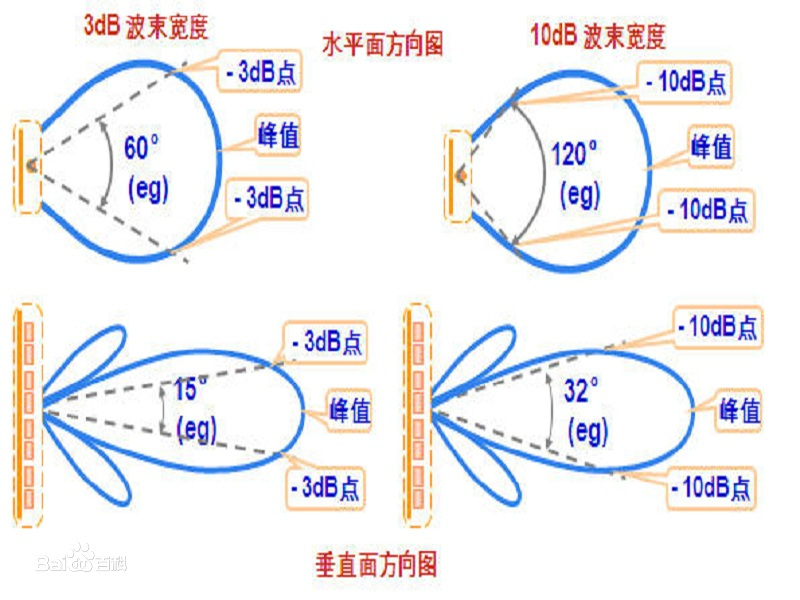 3dB 波束宽度
水平面方向图
10dB 波束宽度
- 3dB点
- 10dB点
60°
(eg)
峰值
120°
(eg)
峰值
- 3dB点
- 10dB点
- 3dB点
- 10dB点
15°
(eg)
峰值
32°
(eg)
峰值
- 3dB点
- 10dB点
垂直面方向图
Baidu百科